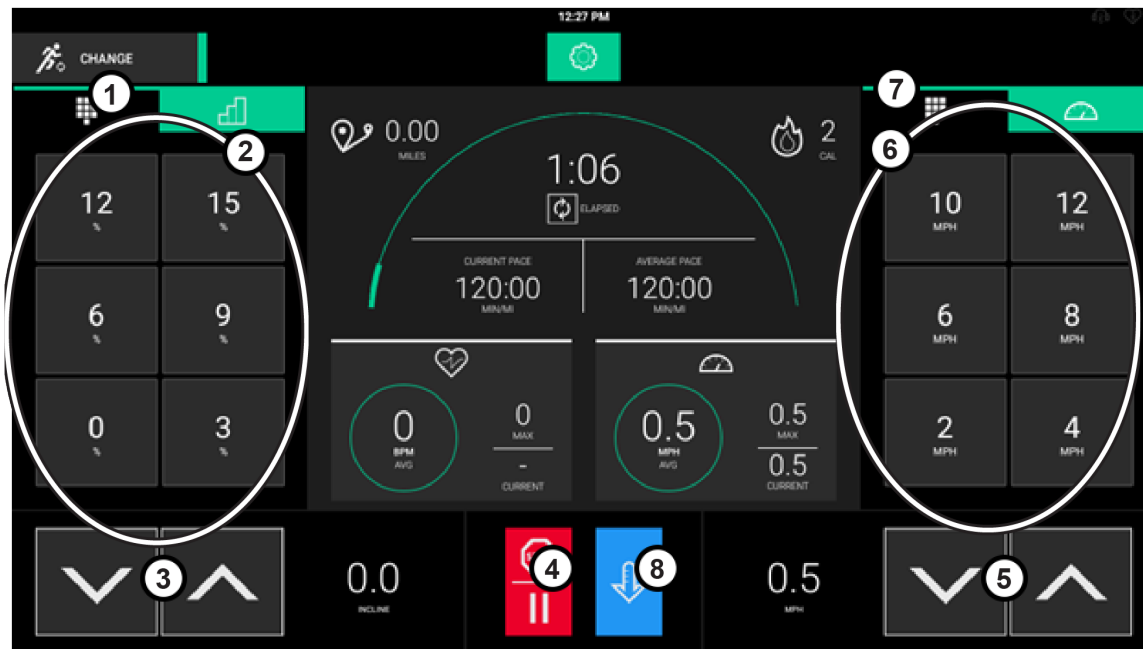 12:27 PM
CHANGE
1
2
7
6
0.00
MILES
2
CAL
1:06
ELAPSED
CURRENT PACE
120:00
MIN/MI
AVERAGE PACE
120:00
MIN/MI
12
%
15
%
6
%
9
%
0
%
3
%
0
BPM
AVG
0
MAX
-
CURRENT
0.5
MPH
AVG
0.5
MAX
0.5
CURRENT
10
MPH
12
MPH
6
MPH
8
MPH
2
MPH
4
MPH
3
0.0
INCLINE
4
8
0.5
MPH
5